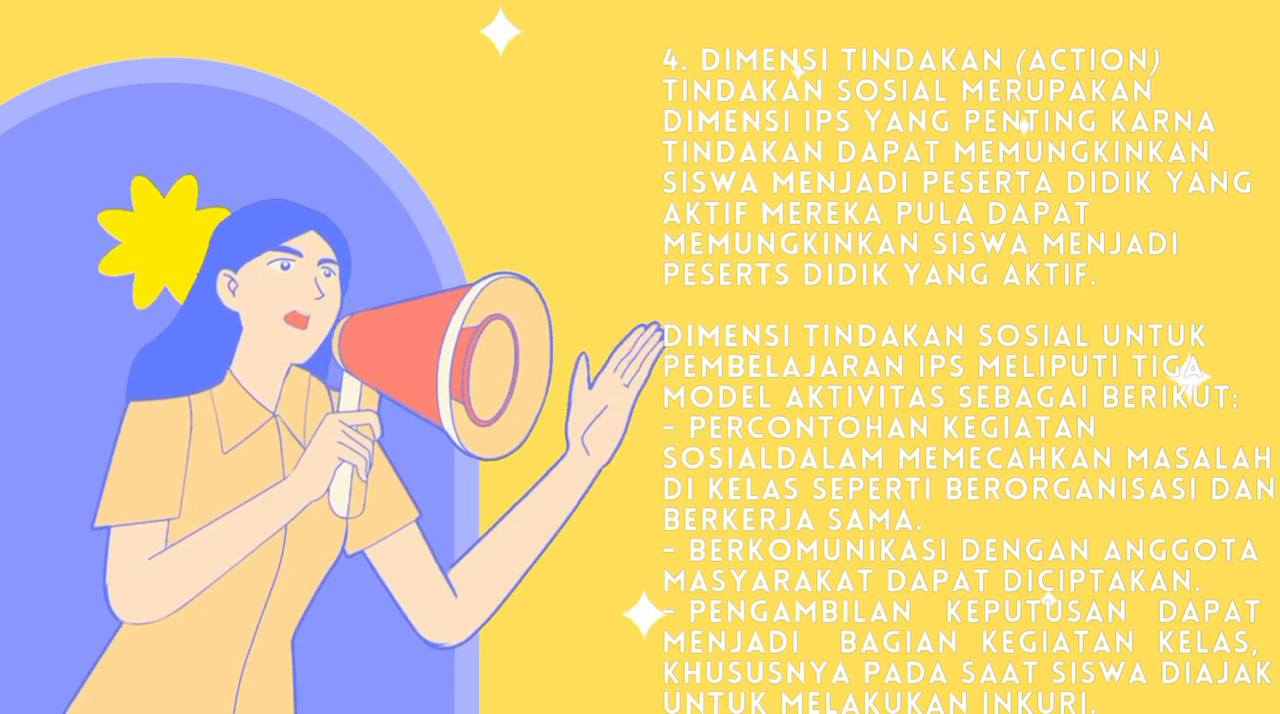 4. DIMENSI TINDAKAN (ACTION)
TINDAKAN SOSIAL MERUPAKAN
DIMENSI IPS YANG PENTING KARNA
TINDAKAN DAPAT MEMUNGKINKAN
SISWA MENJADI PESERTA DIDIK YANG
AKTIF MEREKA PULA DAPAT
MEMUNGKINKAN SISWA MENJADI
PESERTS DIDIK YANG AKTIF.
DIMENSI TINDAKAN SOSIAL UNTUK
PEMBELAJARAN IPS MELIPUTI TIGA
MODEL AKTIVITAS SEBAGAI BERIKUT:
- PERCONTOHAN KEGIATAN
SOSIALDALAM MEMECAHKAN MASALAH
DI KELAS SEPERTI BERORGANISASI DAN
BERKERJA SAMA.
- BERKOMUNIKASI DENGAN ANGGOTA
MASYARAKAT DAPAT DICIPTAKAN.
- PENGAMBILAN KEPUTUSAN DAPAT
MENJADI BAGIAN KEGIATAN KELAS,
KHUSUSNYA PADA SAAT SISWA DIAJAK
UNTUK MELAKUKAN INKURI.